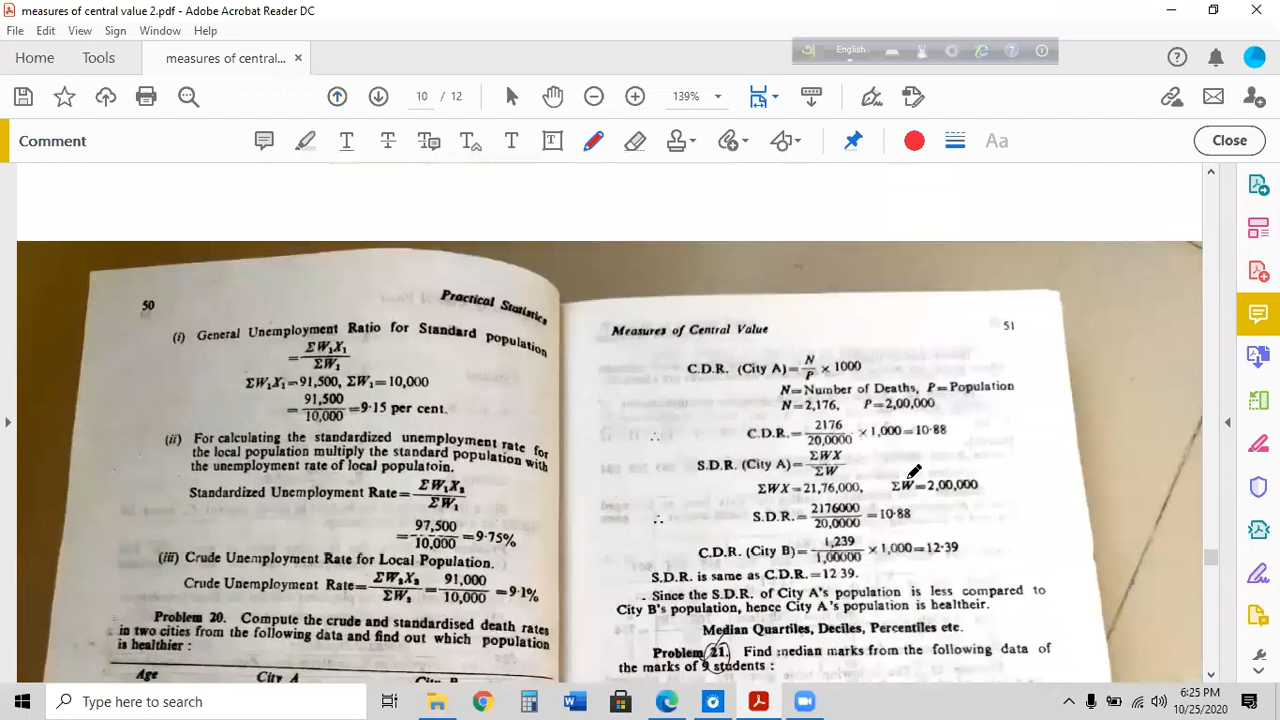 measures of central value 2.pdf - Adobe Acrobat Reader DC
File Edit View Sign Window Help
English
Home Tools measures of central... ×
10 / 12 139%
Comment
Close
50
Practical Statistics
(i) General Unemployment Ratio for Standard population
= ΣW₁X₁ / ΣW₁
ΣW₁X₁=91,500, ΣW₁=10,000
= 91,500 / 10,000 =9·15 per cent.
(ii) For calculating the standardized unemployment rate for
the local population multiply the standard population with
the unemployment rate of local populatoin.
Standardized Unemployment Rate= ΣW₁X₂ / ΣW₁
= 97,500 / 10,000 =9·75%
(iii) Crude Unemployment Rate for Local Population.
Crude Unemployment Rate= ΣW₂X₂ / ΣW₂ = 91,000 / 10,000 =9·1%
Problem 20. Compute the crude and standardised death rates
in two cities from the following data and find out which population
is healthier :
Age City A City B
Measures of Central Value
51
C.D.R. (City A)= N / P × 1000
N=Number of Deaths, P=Population
N=2,176, P=2,00,000
∴ C.D.R.= 2176 / 20,0000 ×1,000=10·88
S.D.R. (City A)= ΣWX / ΣW
ΣWX=21,76,000, ΣW=2,00,000
∴ S.D.R.= 2176000 / 20,0000 =10·88
C.D.R. (City B)= 1,239 / 1,00000 ×1,000=12·39
S.D.R. is same as C.D.R.=12 39.
. Since the S.D.R. of City A's population is less compared to
City B's population, hence City A's population is healtheir.
Median Quartiles, Deciles, Percentiles etc.
Problem 21. Find median marks from the following data of
the marks of 9 students :
Type here to search
6:25 PM
10/25/2020